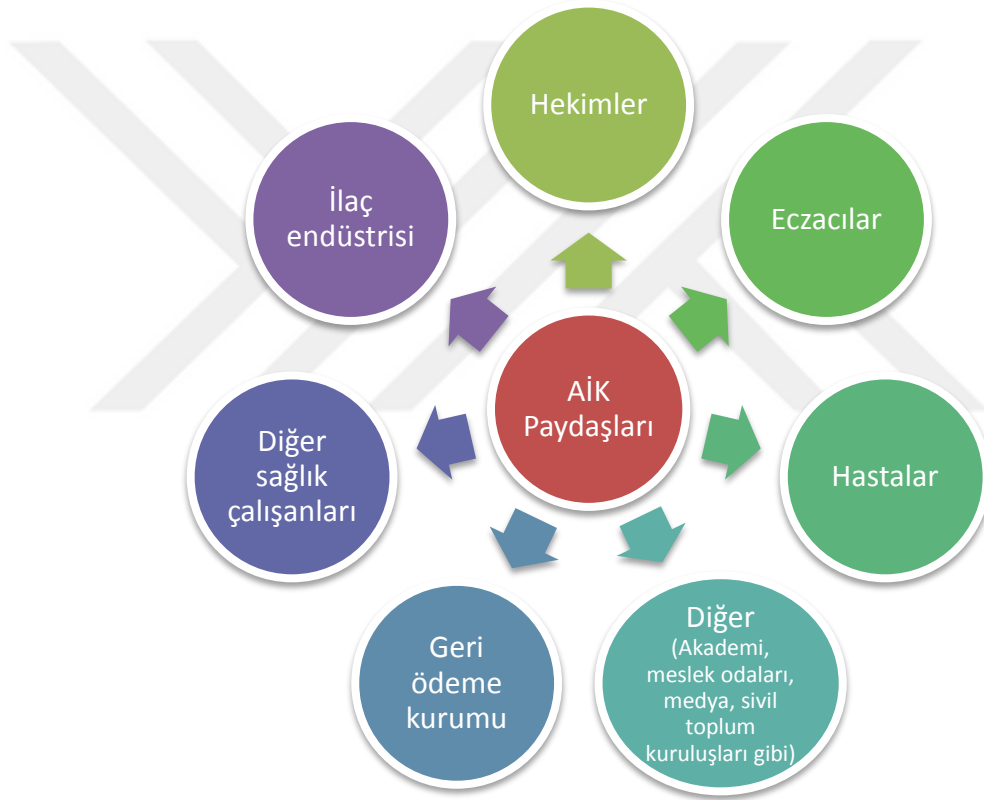 Hekimler
İlaç
endüstrisi
Eczacılar
AİK
Paydaşları
Diğer
sağlık
çalışanları
Hastalar
Geri
ödeme
kurumu
Diğer
(Akademi,
meslek odaları,
medya, sivil
toplum
kuruluşları gibi)